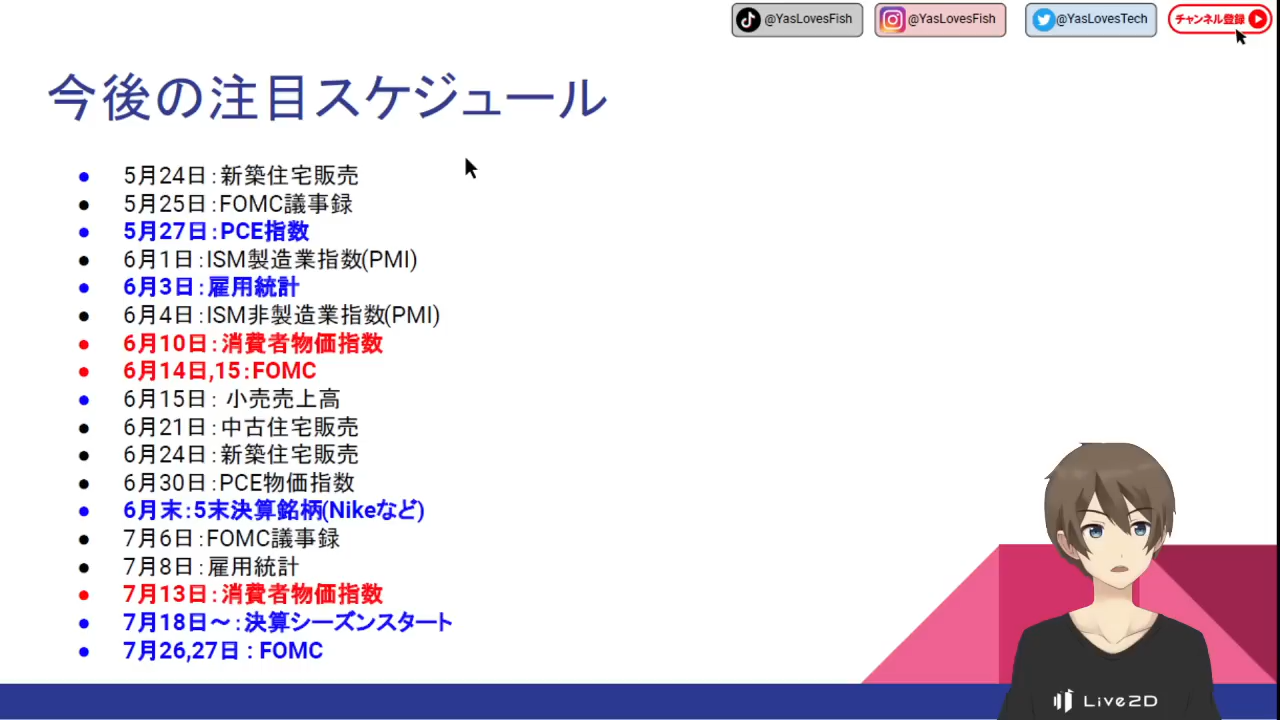 @YasLovesFish
@YasLovesFish
@YasLovesTech
チャンネル登録
今後の注目スケジュール
5月24日:新築住宅販売
5月25日:FOMC議事録
5月27日:PCE指数
6月1日:ISM製造業指数(PMI)
6月3日:雇用統計
6月4日:ISM非製造業指数(PMI)
6月10日:消費者物価指数
6月14日,15:FOMC
6月15日: 小売売上高
6月21日:中古住宅販売
6月24日:新築住宅販売
6月30日:PCE物価指数
6月末:5末決算銘柄(Nikeなど)
7月6日:FOMC議事録
7月8日:雇用統計
7月13日:消費者物価指数
7月18日～:決算シーズンスタート
7月26,27日 : FOMC
Live2D